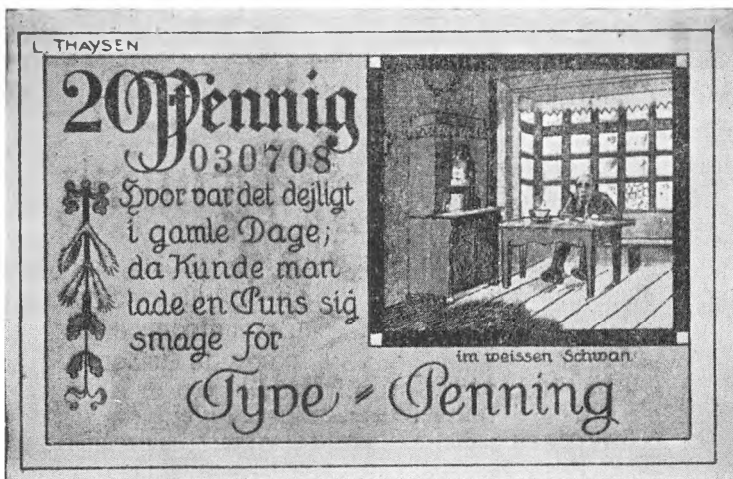 L. THAYSEN
20 Pfennig
030708
Hvor var det dejligt
i gamle Dage;
da Kunde man
lade en Puns sig
smage for
im weissen Schwan
Tyve - Penning